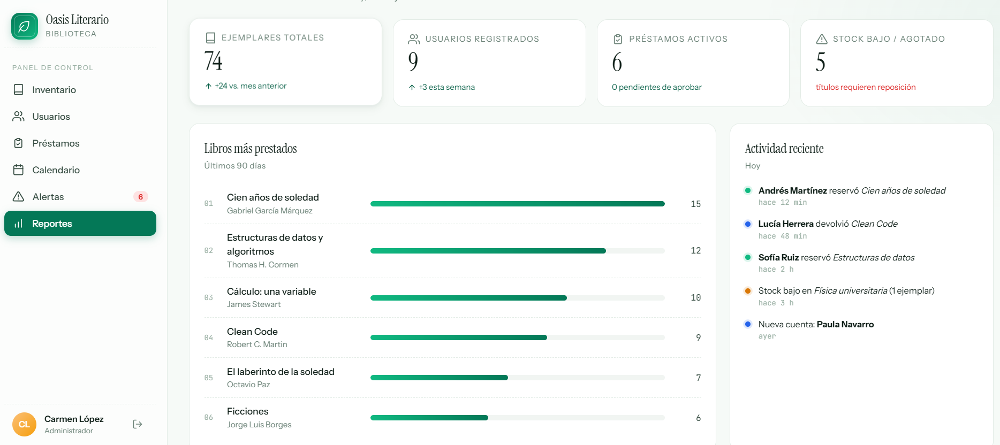 Oasis Literario
BIBLIOTECA
PANEL DE CONTROL
Inventario
Usuarios
Préstamos
Calendario
Alertas 6
Reportes
CL
Carmen López
Administrador
EJEMPLARES TOTALES
74
+24 vs. mes anterior
USUARIOS REGISTRADOS
9
+3 esta semana
PRÉSTAMOS ACTIVOS
6
0 pendientes de aprobar
STOCK BAJO / AGOTADO
5
títulos requieren reposición
Libros más prestados
Últimos 90 días
01 Cien años de soledad 15
Gabriel García Márquez
02 Estructuras de datos y 12
algoritmos
Thomas H. Cormen
03 Cálculo: una variable 10
James Stewart
04 Clean Code 9
Robert C. Martin
05 El laberinto de la soledad 7
Octavio Paz
06 Ficciones 6
Jorge Luis Borges
Actividad reciente
Hoy
Andrés Martínez reservó Cien años de soledad
hace 12 min
Lucía Herrera devolvió Clean Code
hace 48 min
Sofía Ruiz reservó Estructuras de datos
hace 2 h
Stock bajo en Física universitaria (1 ejemplar)
hace 3 h
Nueva cuenta: Paula Navarro
ayer